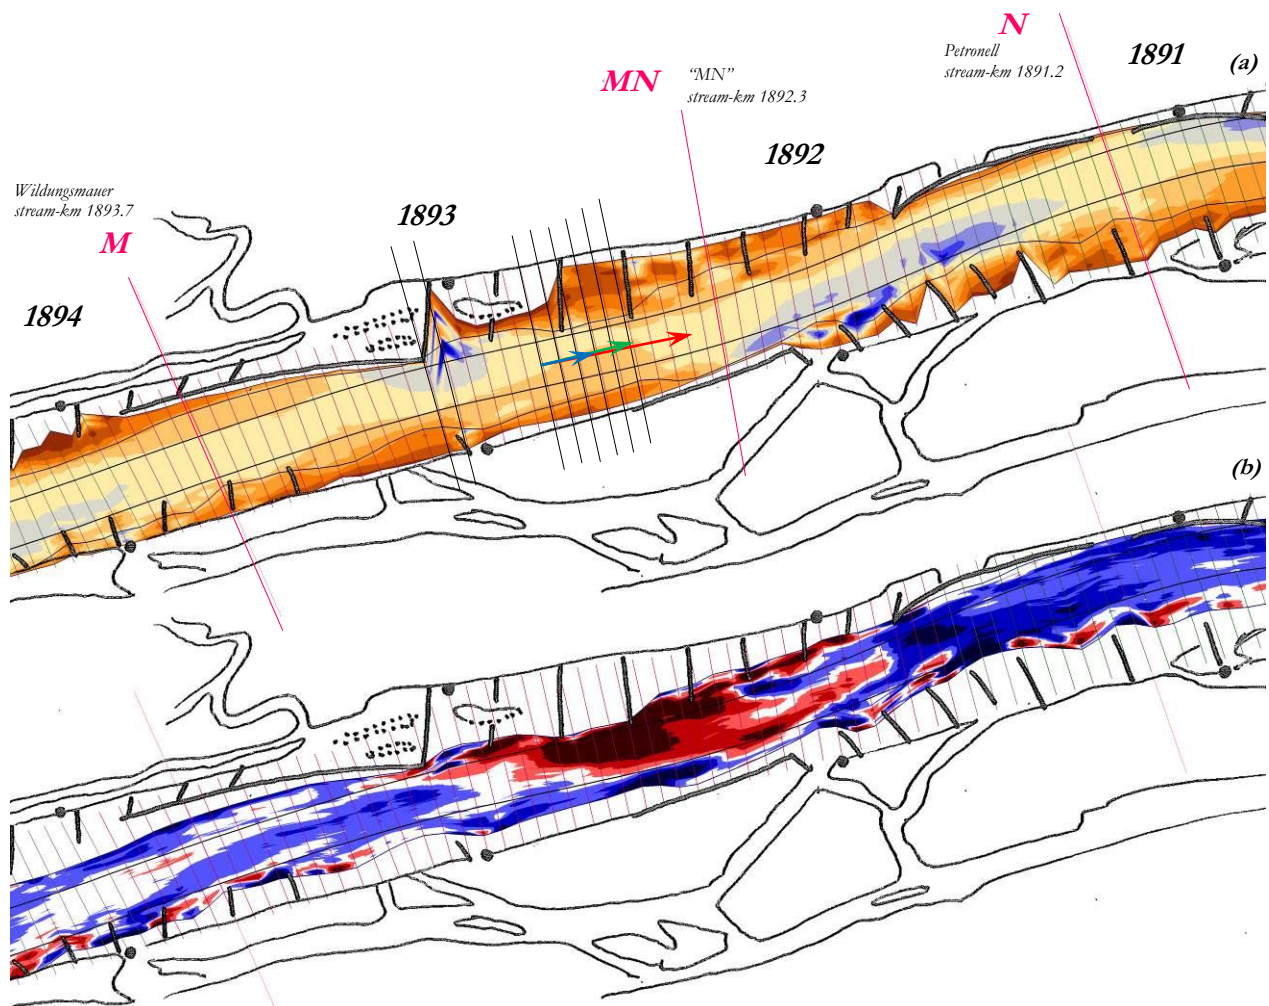 N
1891
(a)
Petronell
stream-km 1891.2
MN
“MN”
stream-km 1892.3
1892
Wildungsmauer
stream-km 1893.7
M
1893
1894
(b)